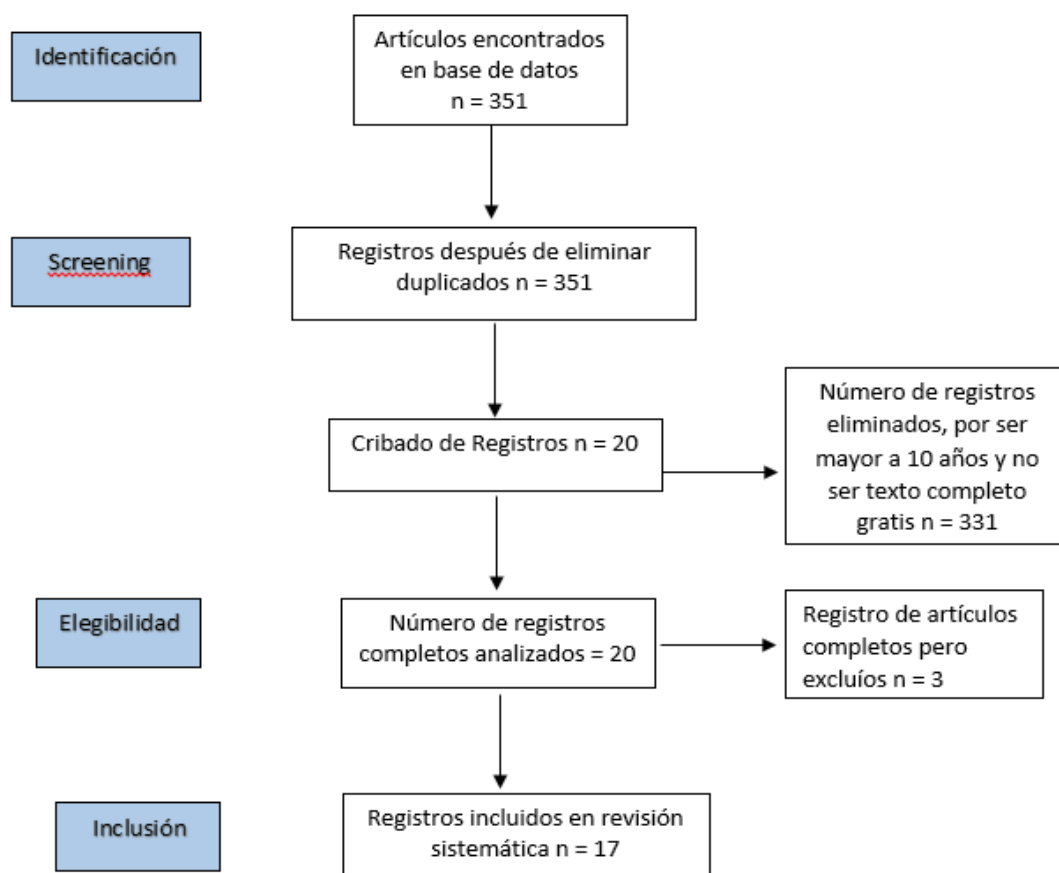 Identificación
Artículos encontrados
en base de datos
n = 351
Screening
Registros después de eliminar
duplicados n = 351
Cribado de Registros n = 20
Número de registros
eliminados, por ser
mayor a 10 años y no
ser texto completo
gratis n = 331
Elegibilidad
Número de registros
completos analizados = 20
Registro de artículos
completos pero
excluíos n = 3
Inclusión
Registros incluidos en revisión
sistemática n = 17